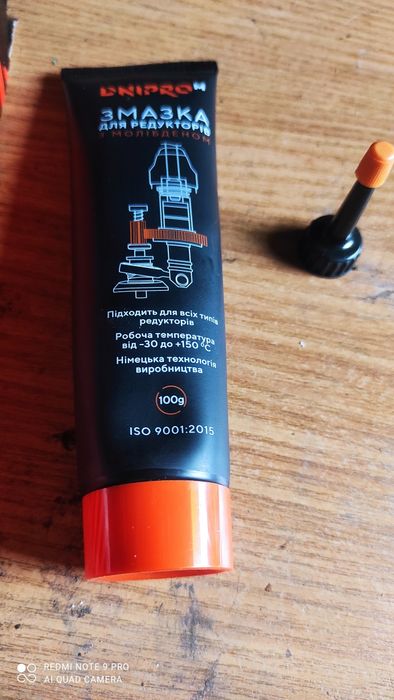 DNIPRO M
ЗМАЗКА
ДЛЯ РЕДУКТОРІВ
З МОЛІБДЕНОМ
Підходить для всіх типів
редукторів
Робоча температура
від -30 до +150 °C
Німецька технологія
виробництва
100g
ISO 9001:2015
REDMI NOTE 9 PRO
AI QUAD CAMERA